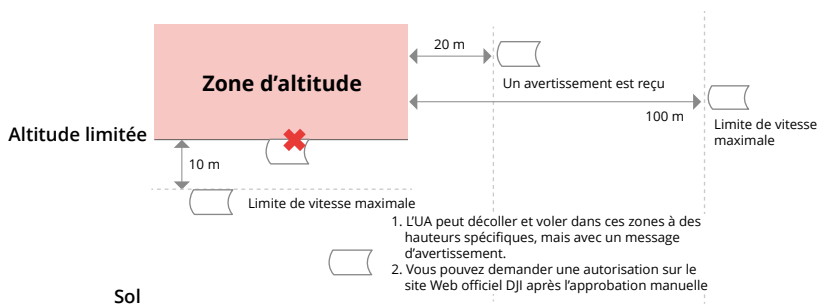 20 m
Zone d’altitude
Un avertissement est reçu
100 m
Altitude limitée
Limite de vitesse
maximale
10 m
Limite de vitesse maximale
1. L’UA peut décoller et voler dans ces zones à des
hauteurs spécifiques, mais avec un message
d’avertissement.
2. Vous pouvez demander une autorisation sur le
site Web officiel DJI après l’approbation manuelle
Sol